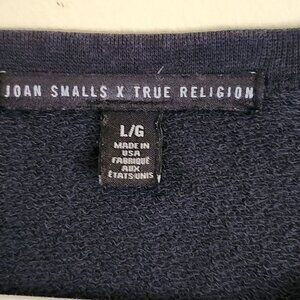 JOAN SMALLS X TRUE RELIGION
L/G
MADE IN
USA
FABRIQUÉ
AUX
ÉTATS-UNIS